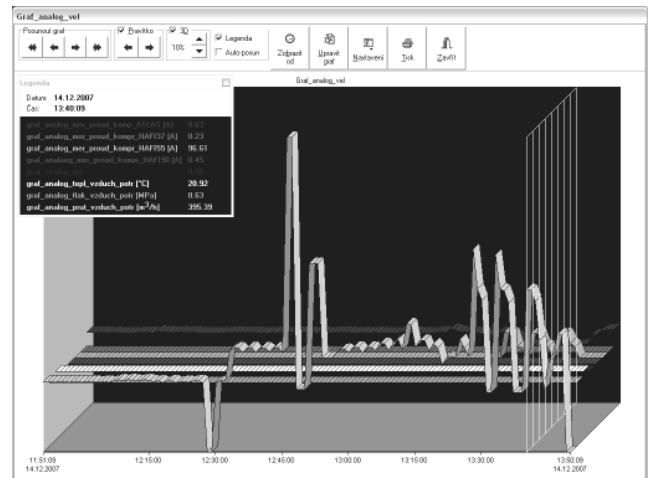 Graf_analog_vel
Posunout graf
Pravítko
3D
10%
Legenda
Auto-posun
Zobrazit od
Upravit graf
Nastavení
Tisk
Zavřít
Graf_analog_vel
Legenda
Datum: 14.12.2007
Čas: 13:40:09
graf_analog_mer_proud_kompr_ATLAS [A] 0.63
graf_analog_mer_proud_kompr_HAFI37 [A] 0.23
graf_analog_mer_proud_kompr_HAFI55 [A] 96.61
graf_analog_mer_proud_kompr_HAFI90 [A] 0.45
graf_analog_tepl_vzduch_potr [°C] 20.92
graf_analog_tlak_vzduch_potr [MPa] 0.63
graf_analog_prut_vzduch_potr [m³/h] 395.39
11:51:09 12:15:00 12:30:00 12:45:00 13:00:00 13:15:00 13:30:00 13:50:09
14.12.2007 14.12.2007